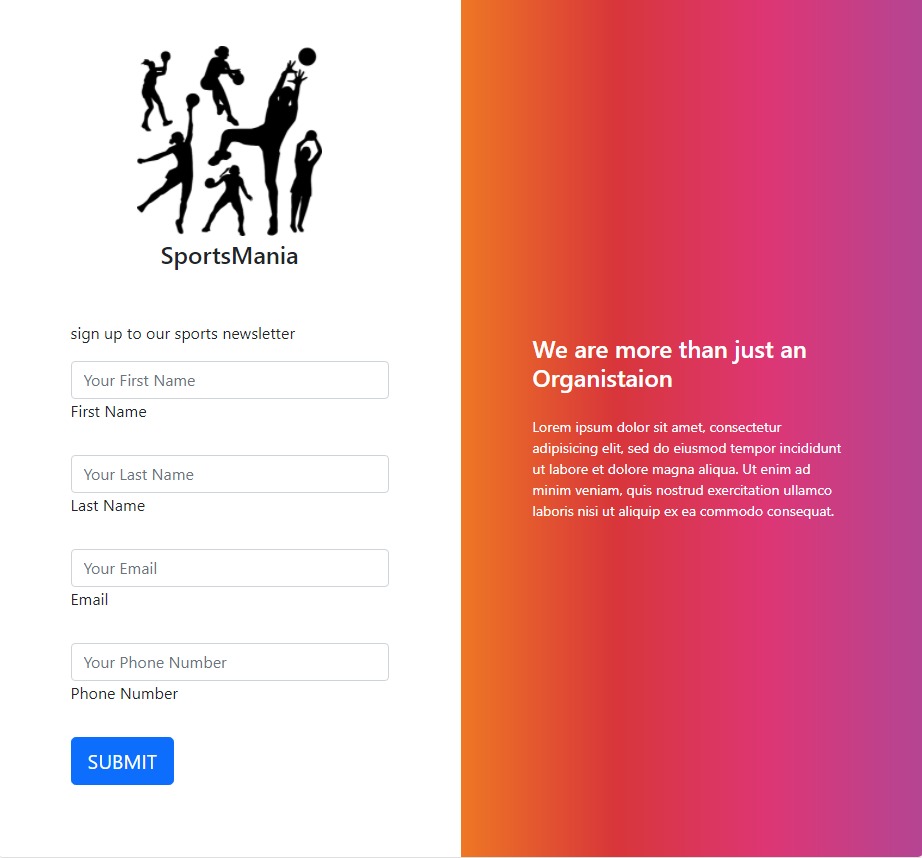 SportsMania
sign up to our sports newsletter
Your First Name
First Name
Your Last Name
Last Name
Your Email
Email
Your Phone Number
Phone Number
SUBMIT
We are more than just an
Organistaion
Lorem ipsum dolor sit amet, consectetur
adipisicing elit, sed do eiusmod tempor incididunt
ut labore et dolore magna aliqua. Ut enim ad
minim veniam, quis nostrud exercitation ullamco
laboris nisi ut aliquip ex ea commodo consequat.